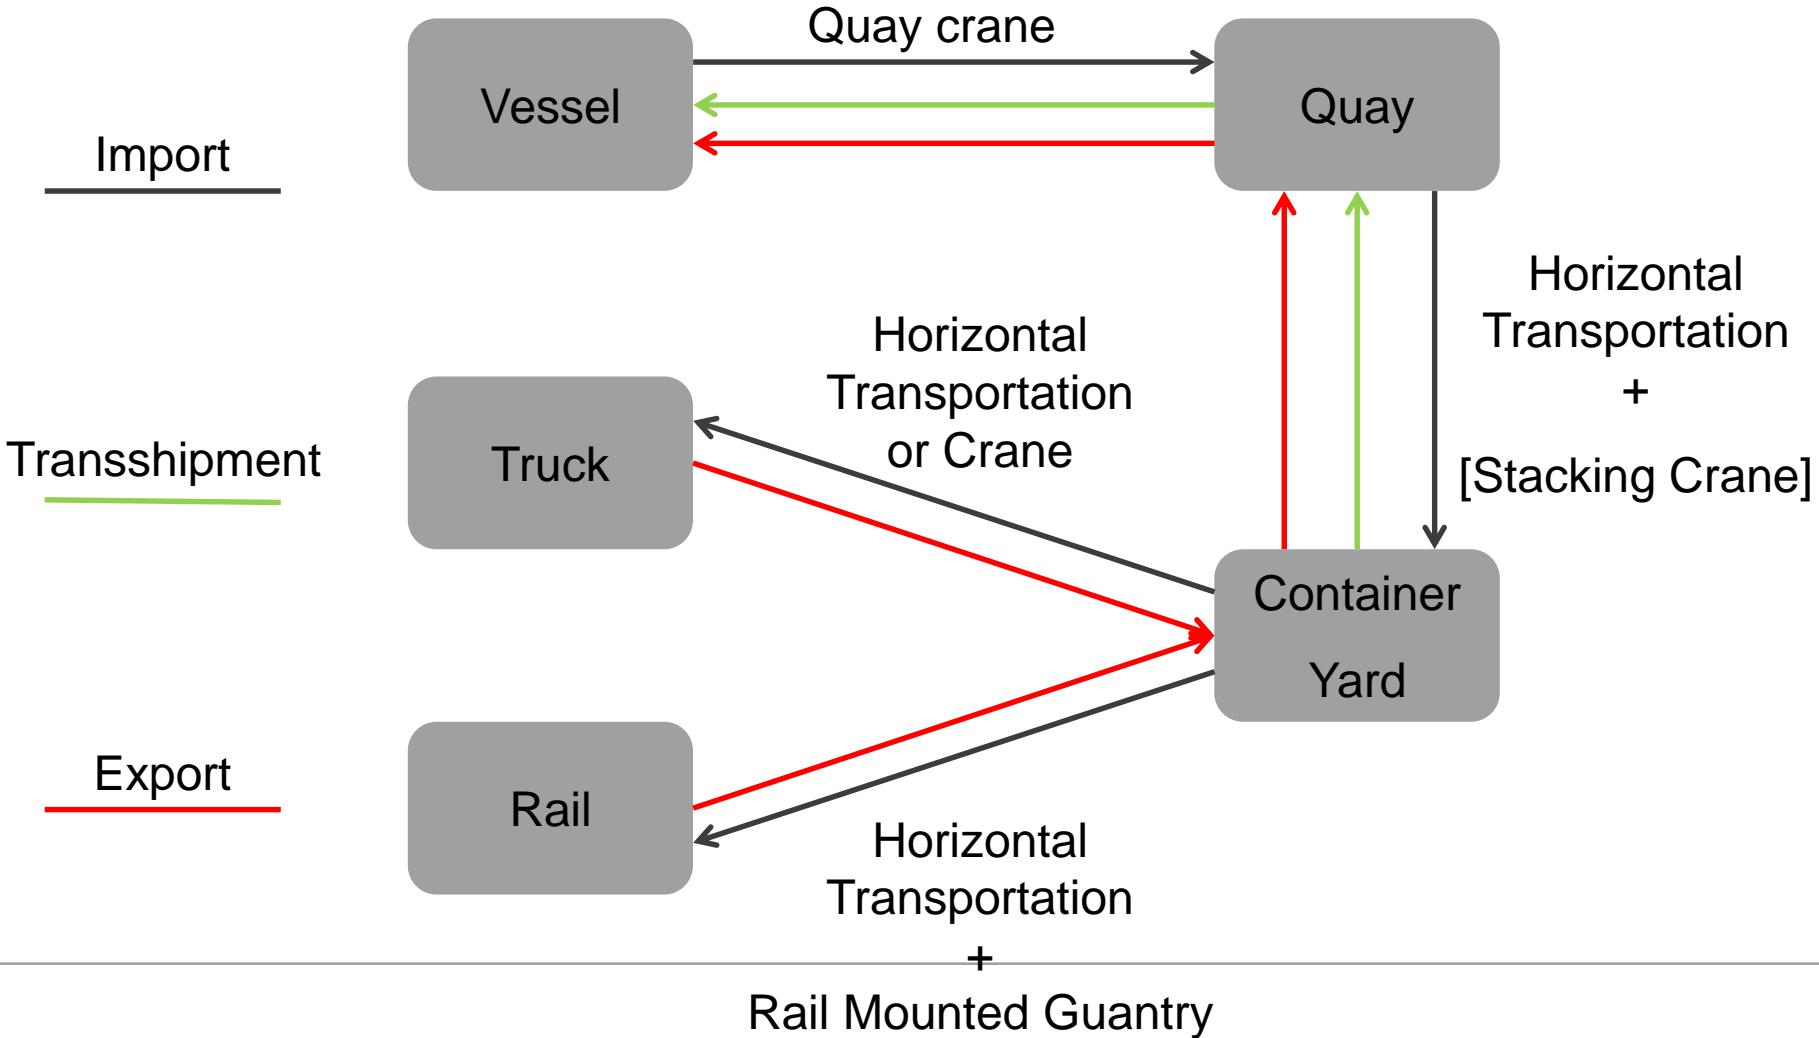 Quay crane
Vessel
Quay
Import
Horizontal
Transportation
+
[Stacking Crane]
Horizontal
Transportation
or Crane
Truck
Transshipment
Container
Yard
Export
Rail
Horizontal
Transportation
+
Rail Mounted Guantry